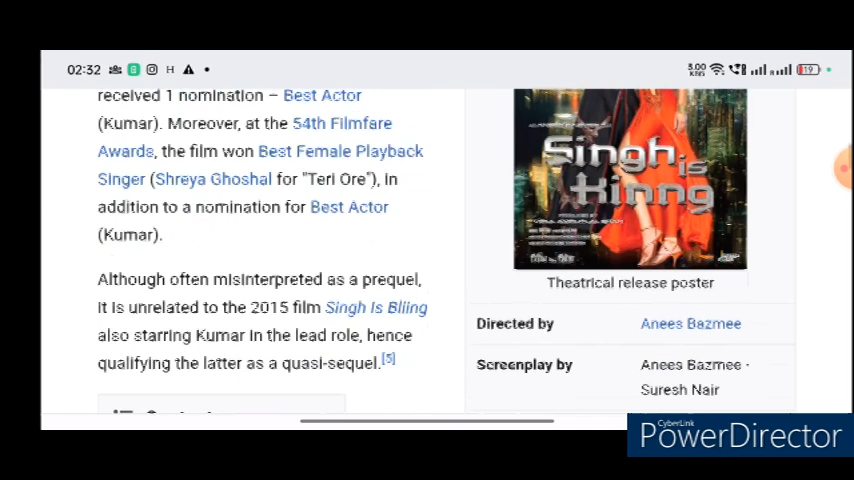 02:32 H
3.00 KB/S 19
received 1 nomination – Best Actor
(Kumar). Moreover, at the 54th Filmfare
Awards, the film won Best Female Playback
Singer (Shreya Ghoshal for "Teri Ore"), in
addition to a nomination for Best Actor
(Kumar).
Although often misinterpreted as a prequel,
it is unrelated to the 2015 film Singh Is Bliing
also starring Kumar in the lead role, hence
qualifying the latter as a quasi-sequel.[5]
Singh is
Kinng
Theatrical release poster
Directed by Anees Bazmee
Screenplay by Anees Bazmee ·
Suresh Nair
CyberLink
PowerDirector